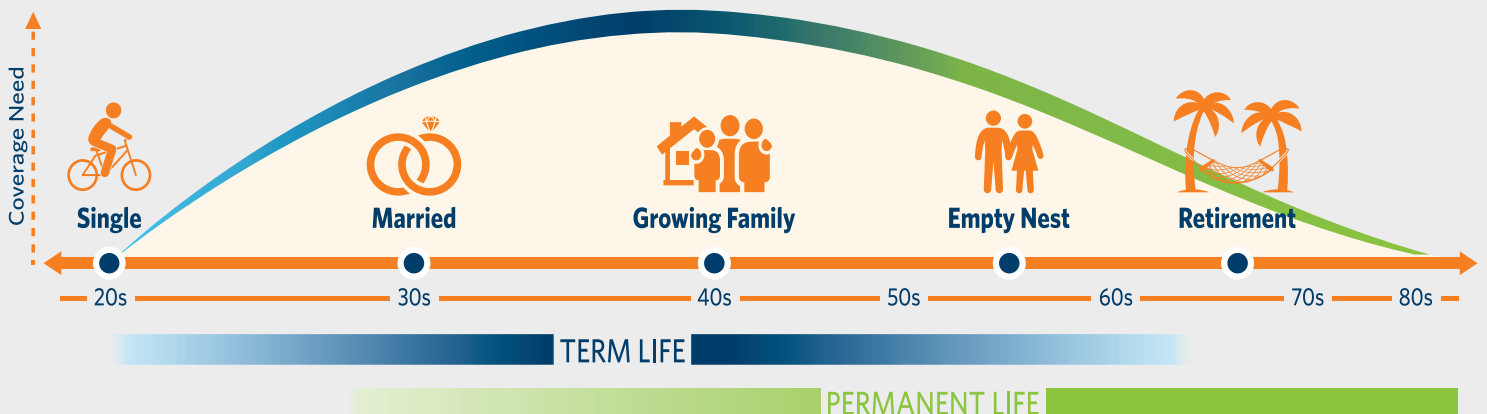 Coverage Need
Single
Married
Growing Family
Empty Nest
Retirement
20s
30s
40s
50s
60s
70s
80s
TERM LIFE
PERMANENT LIFE